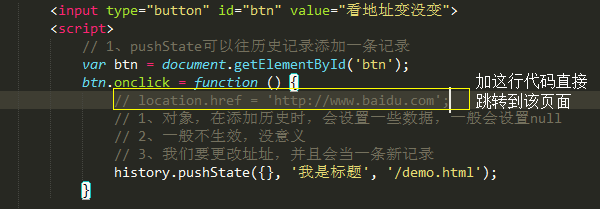 <input type="button" id="btn" value="看地址变没变">
<script>
// 1、pushState可以往历史记录添加一条记录
var btn = document.getElementById('btn');
btn.onclick = function () {
// location.href = 'http://www.baidu.com';
加这行代码直接
跳转到该页面
// 1、对象，在添加历史时，会设置一些数据，一般会设置null
// 2、一般不生效，没意义
// 3、我们要更改址址，并且会当一条新记录
history.pushState({}, '我是标题', '/demo.html');
}